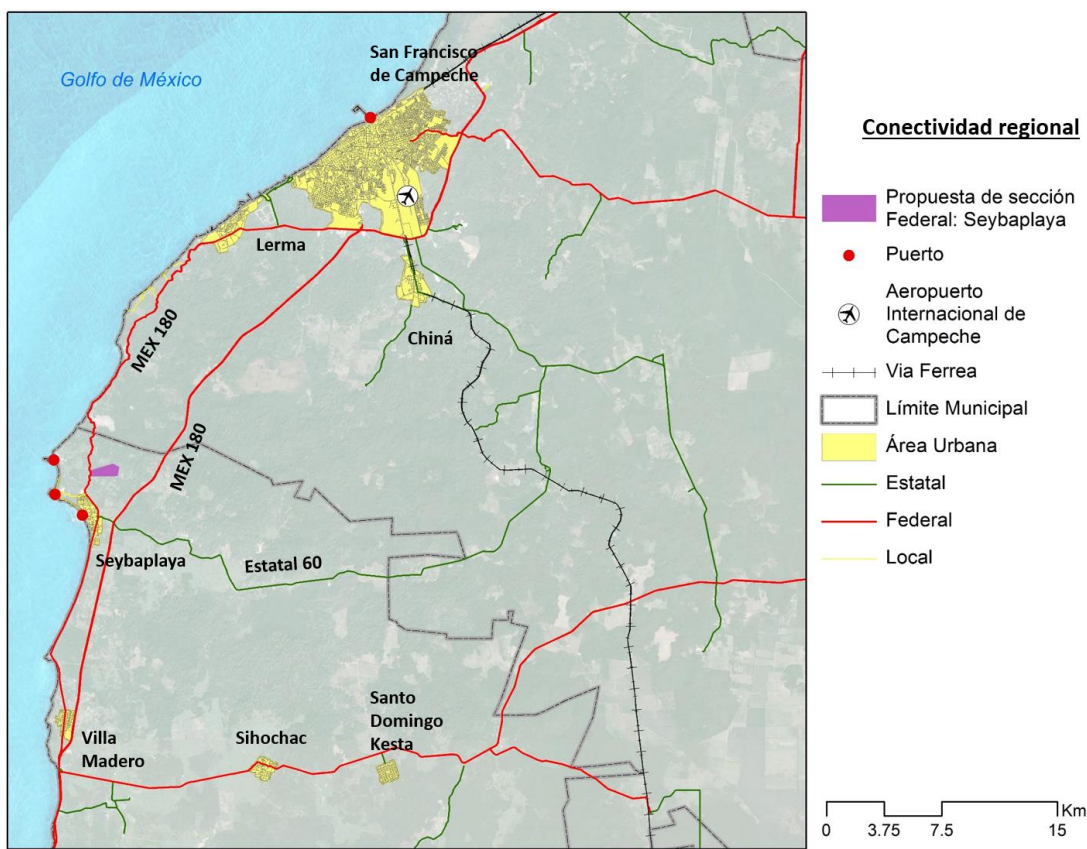 San Francisco
de Campeche
Golfo de México
Lerma
MEX 180
Chiná
MEX 180
Seybaplaya
Estatal 60
Santo
Domingo
Kesta
Villa
Madero
Sihochac
Conectividad regional
Propuesta de sección
Federal: Seybaplaya
Puerto
Aeropuerto
Internacional de
Campeche
Via Ferrea
Límite Municipal
Área Urbana
Estatal
Federal
Local
Km
0 3.75 7.5 15